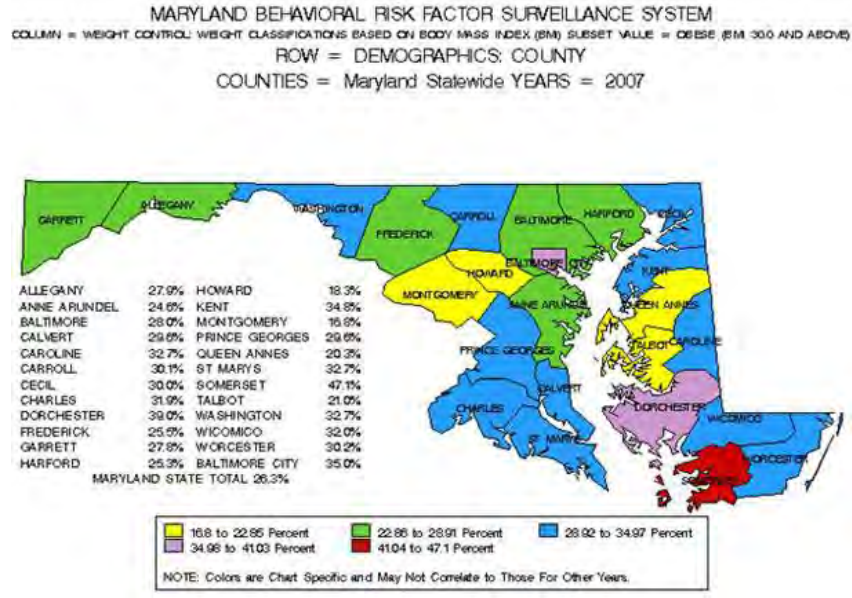 MARYLAND BEHAVIORAL RISK FACTOR SURVEILLANCE SYSTEM
COLUMN = WEIGHT CONTROL: WEIGHT CLASSIFICATIONS BASED ON BODY MASS INDEX (BMI) SUBSET VALUE = OBESE (BMI 30.0 AND ABOVE)
ROW = DEMOGRAPHICS: COUNTY
COUNTIES = Maryland Statewide YEARS = 2007
GARRETT
ALLEGANY
WASHINGTON
FREDERICK
CARROLL
BALTIMORE
HARFORD
CECIL
BALTIMORE CITY
HOWARD
MONTGOMERY
KENT
ANNE ARUNDEL
QUEEN ANNES
TALBOT
CAROLINE
PRINCE GEORGES
CALVERT
CHARLES
ST MARYS
DORCHESTER
WICOMICO
WORCESTER
SOMERSET
ALLEGANY 27.9% HOWARD 18.3%
ANNE ARUNDEL 24.6% KENT 34.8%
BALTIMORE 28.0% MONTGOMERY 16.8%
CALVERT 29.6% PRINCE GEORGES 29.6%
CAROLINE 32.7% QUEEN ANNES 20.3%
CARROLL 30.1% ST MARYS 32.7%
CECIL 30.0% SOMERSET 47.1%
CHARLES 31.9% TALBOT 21.0%
DORCHESTER 39.0% WASHINGTON 32.7%
FREDERICK 25.5% WICOMICO 32.0%
GARRETT 27.8% WORCESTER 30.2%
HARFORD 25.3% BALTIMORE CITY 35.0%
MARYLAND STATE TOTAL 26.3%
16.8 to 22.85 Percent 22.86 to 28.91 Percent 28.92 to 34.97 Percent
34.98 to 41.03 Percent 41.04 to 47.1 Percent
NOTE: Colors are Chart Specific and May Not Correlate to Those For Other Years.